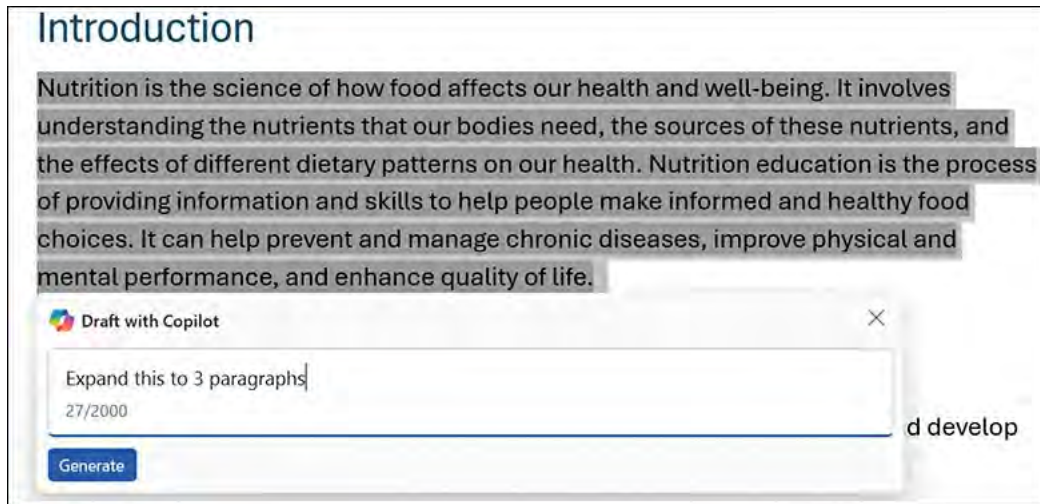 Introduction
Nutrition is the science of how food affects our health and well-being. It involves
understanding the nutrients that our bodies need, the sources of these nutrients, and
the effects of different dietary patterns on our health. Nutrition education is the process
of providing information and skills to help people make informed and healthy food
choices. It can help prevent and manage chronic diseases, improve physical and
mental performance, and enhance quality of life.
Draft with Copilot
Expand this to 3 paragraphs
27/2000
d develop
Generate